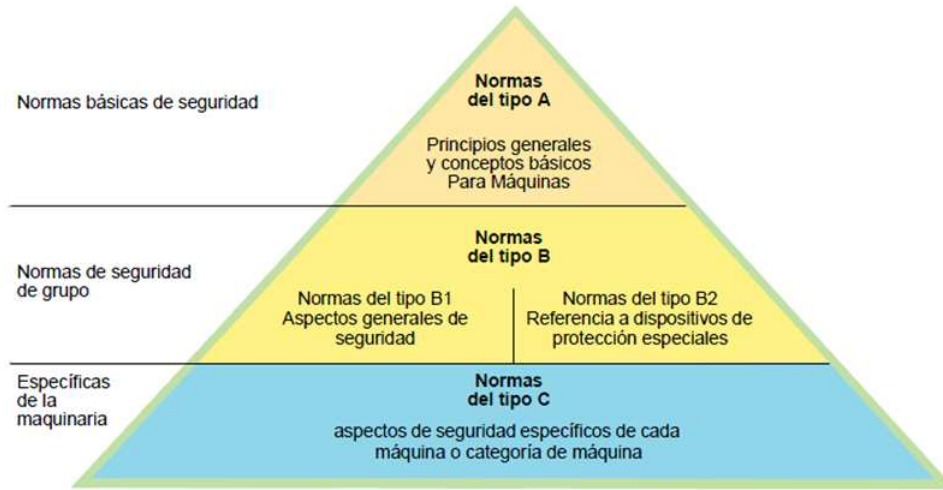 Normas básicas de seguridad
Normas
del tipo A
Principios generales
y conceptos básicos
Para Máquinas
Normas de seguridad
de grupo
Normas
del tipo B
Normas del tipo B1
Aspectos generales de
seguridad
Normas del tipo B2
Referencia a dispositivos de
protección especiales
Específicas
de la
maquinaria
Normas
del tipo C
aspectos de seguridad específicos de cada
máquina o categoría de máquina